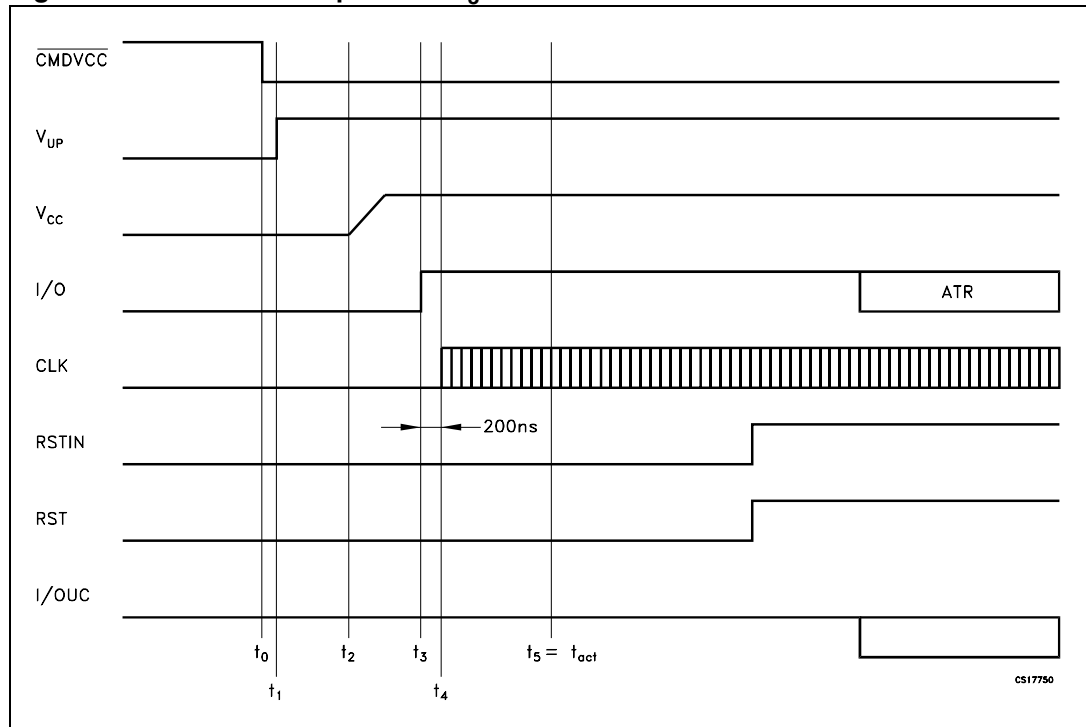 CMDVCC
V_UP
V_CC
I/O
ATR
CLK
200ns
RSTIN
RST
I/OUC
t_0
t_1
t_2
t_3
t_4
t_5 = t_act
CS17750